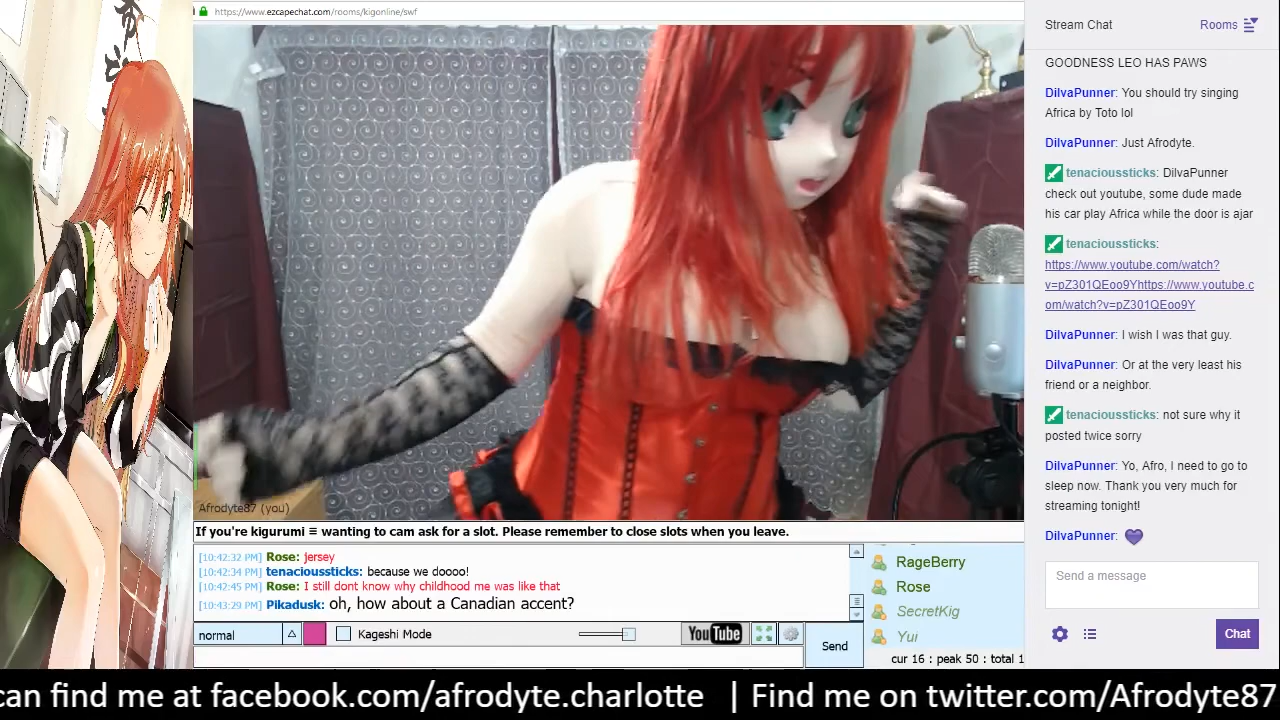 https://www.ezcapechat.com/rooms/kigonline/swf
Afrodyte87 (you)
If you're kigurumi ≡ wanting to cam ask for a slot. Please remember to close slots when you leave.
[10:42:32 PM] Rose: jersey
[10:42:34 PM] tenacioussticks: because we doooo!
[10:42:45 PM] Rose: I still dont know why childhood me was like that
[10:43:29 PM] Pikadusk: oh, how about a Canadian accent?
normal
Kageshi Mode
YouTube
Send
RageBerry
Rose
SecretKig
Yui
cur 16 : peak 50 : total 1
Stream Chat
Rooms
GOODNESS LEO HAS PAWS
DilvaPunner: You should try singing
Africa by Toto lol
DilvaPunner: Just Afrodyte.
tenacioussticks: DilvaPunner
check out youtube, some dude made
his car play Africa while the door is ajar
tenacioussticks:
https://www.youtube.com/watch?
v=pZ301QEoo9Yhttps://www.youtube.c
om/watch?v=pZ301QEoo9Y
DilvaPunner: I wish I was that guy.
DilvaPunner: Or at the very least his
friend or a neighbor.
tenacioussticks: not sure why it
posted twice sorry
DilvaPunner: Yo, Afro, I need to go to
sleep now. Thank you very much for
streaming tonight!
DilvaPunner:
Send a message
Chat
can find me at facebook.com/afrodyte.charlotte | Find me on twitter.com/Afrodyte87